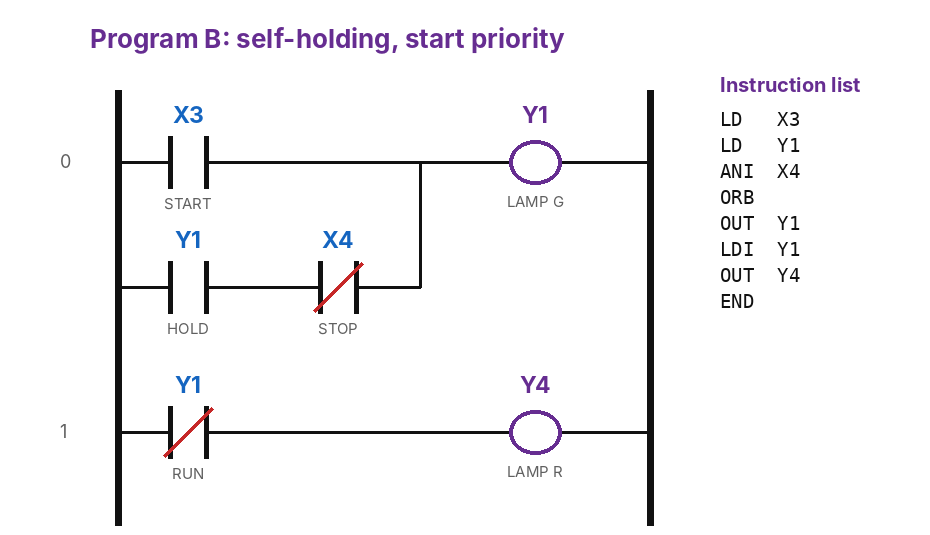 Program B: self-holding, start priority
X3
Y1
0
START
LAMP G
Y1
X4
HOLD
STOP
Y1
Y4
1
RUN
LAMP R
Instruction list
LD X3
LD Y1
ANI X4
ORB
OUT Y1
LDI Y1
OUT Y4
END